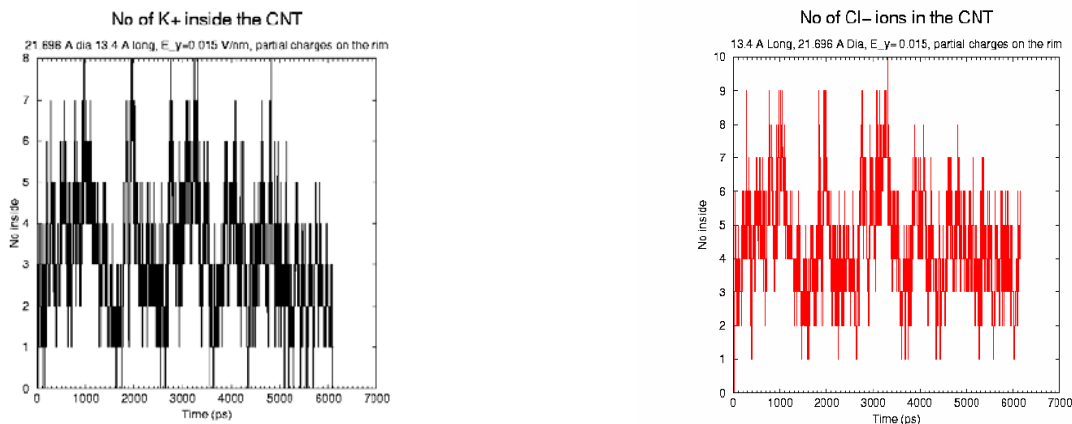 No of K+ inside the CNT
21.696 A dia 13.4 A long, E_y=0.015 V/nm, partial charges on the rim
8
7
6
5
4
3
2
1
0
No inside
0 1000 2000 3000 4000 5000 6000 7000
Time (ps)
No of Cl− ions in the CNT
13.4 A Long, 21.696 A Dia, E_y= 0.015, partial charges on the rim
10
9
8
7
6
5
4
3
2
1
0
No inside
0 1000 2000 3000 4000 5000 6000 7000
Time (ps)